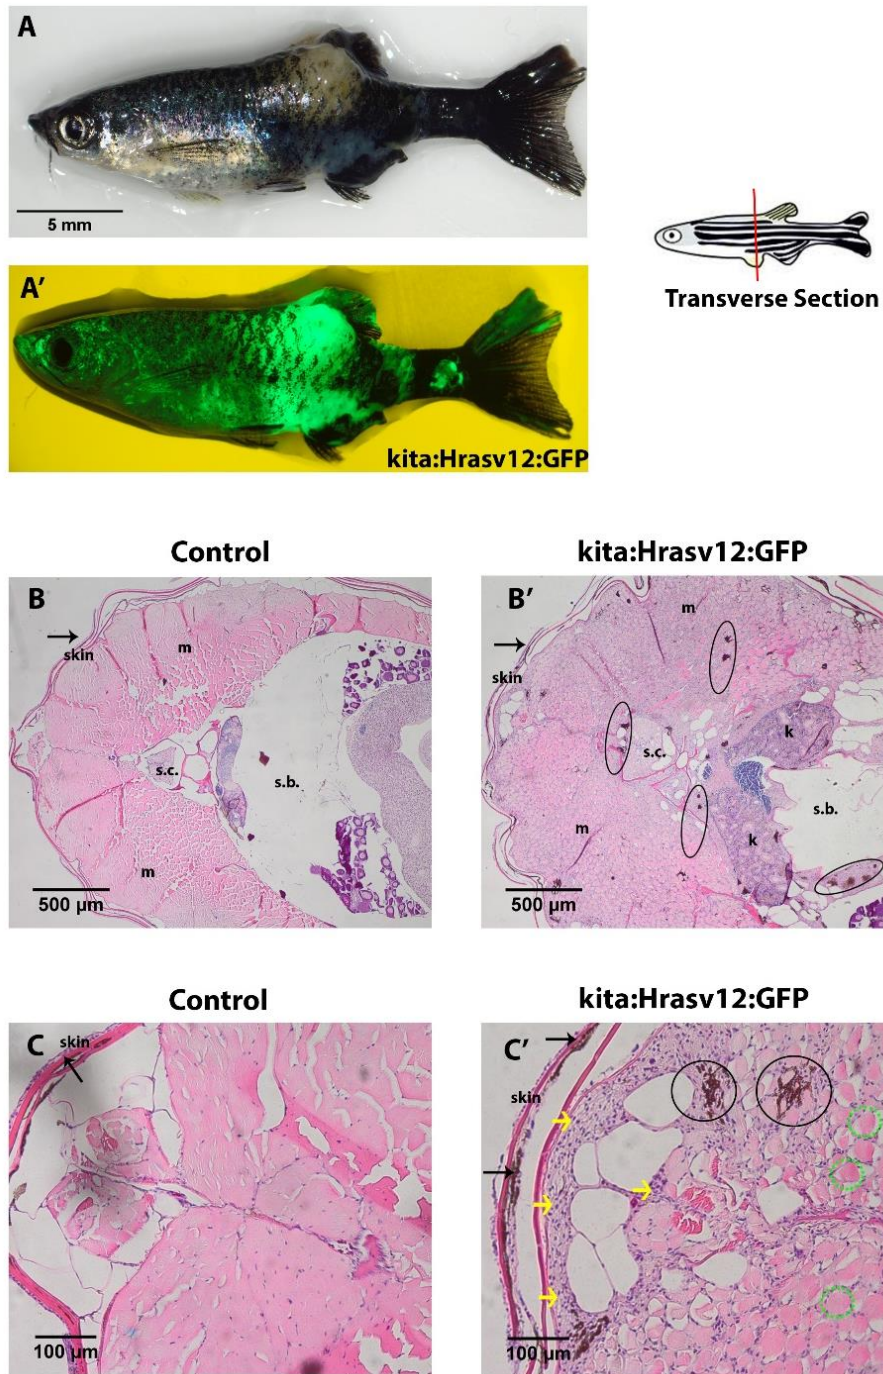 A
5 mm
A′
kita:Hrasv12:GFP
Transverse Section
Control
kita:Hrasv12:GFP
B
skin
m
s.c.
s.b.
m
500 µm
B′
m
skin
s.c.
k
s.b.
m
k
500 µm
Control
kita:Hrasv12:GFP
C
skin
100 µm
C′
skin
100 µm